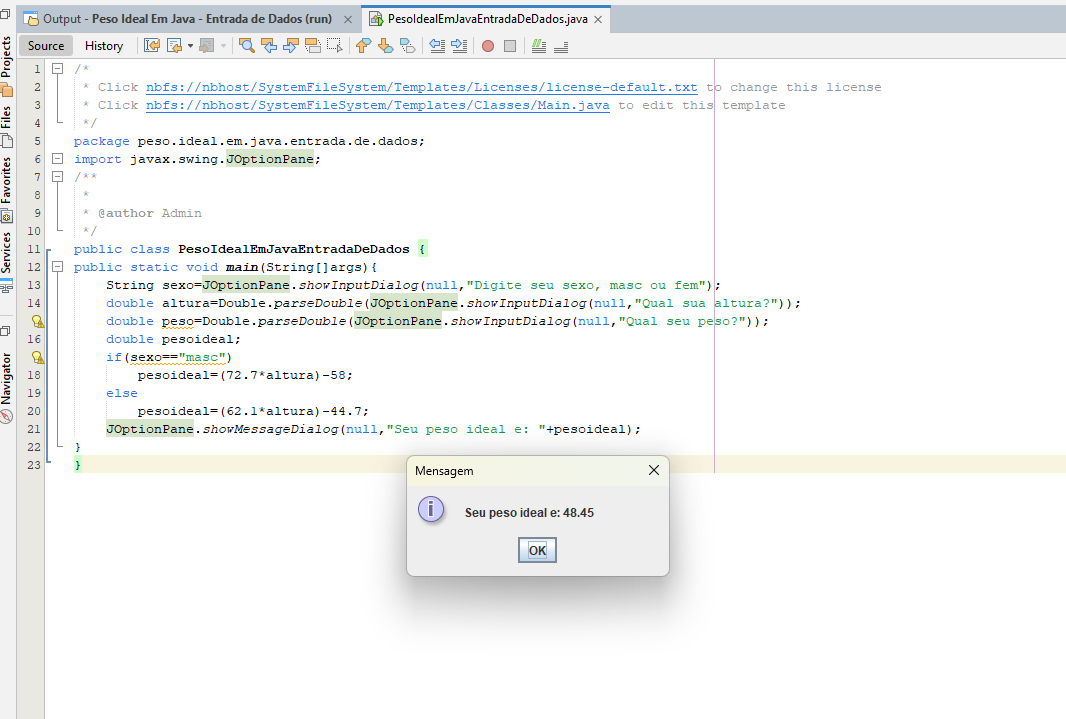 Output - Peso Ideal Em Java - Entrada de Dados (run)
PesoIdealEmJavaEntradaDeDados.java
Source History
Projects
Files
Favorites
Services
Navigator
1 /*
2 * Click nbfs://nbhost/SystemFileSystem/Templates/Licenses/license-default.txt to change this license
3 * Click nbfs://nbhost/SystemFileSystem/Templates/Classes/Main.java to edit this template
4 */
5 package peso.ideal.em.java.entrada.de.dados;
6 import javax.swing.JOptionPane;
7 /**
8 *
9 * @author Admin
10 */
11 public class PesoIdealEmJavaEntradaDeDados {
12 public static void main(String[]args){
13 String sexo=JOptionPane.showInputDialog(null,"Digite seu sexo, masc ou fem");
14 double altura=Double.parseDouble(JOptionPane.showInputDialog(null,"Qual sua altura?"));
double peso=Double.parseDouble(JOptionPane.showInputDialog(null,"Qual seu peso?"));
16 double pesoideal;
if(sexo=="masc")
18 pesoideal=(72.7*altura)-58;
19 else
20 pesoideal=(62.1*altura)-44.7;
21 JOptionPane.showMessageDialog(null,"Seu peso ideal e: "+pesoideal);
22 }
23 }
Mensagem
i
Seu peso ideal e: 48.45
OK